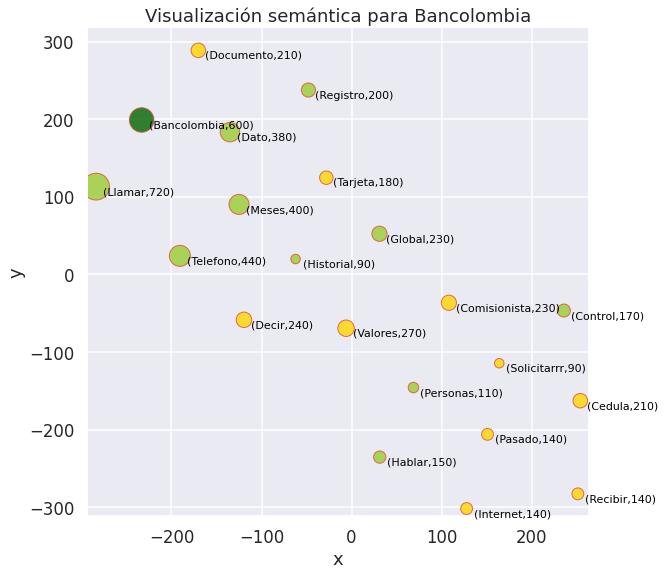 Visualización semántica para Bancolombia
300
(Documento,210)
(Registro,200)
200
(Bancolombia,600)
(Dato,380)
(Tarjeta,180)
100
(Llamar,720)
(Meses,400)
(Global,230)
(Telefono,440)
(Historial,90)
y
0
(Comisionista,230)
(Control,170)
(Decir,240)
(Valores,270)
−100
(Solicitarrr,90)
(Personas,110)
(Cedula,210)
−200
(Pasado,140)
(Hablar,150)
(Recibir,140)
−300
(Internet,140)
−200
−100
0
100
200
x